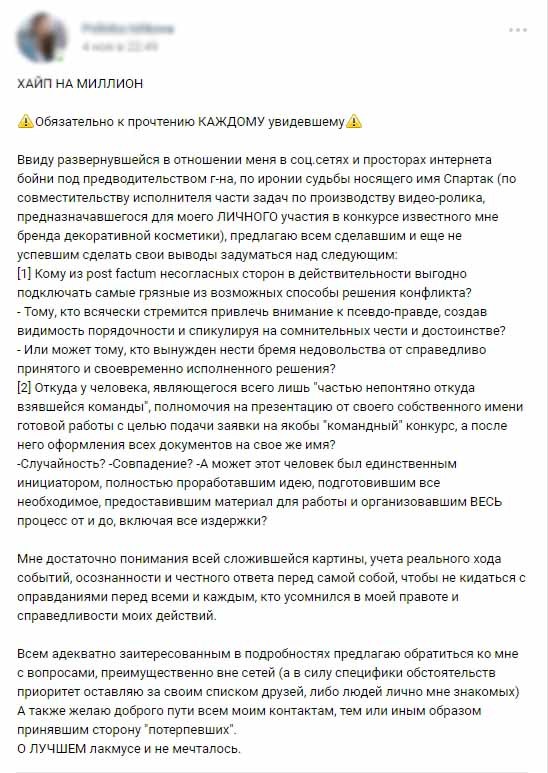 ХАЙП НА МИЛЛИОН
⚠Обязательно к прочтению КАЖДОМУ увидевшему⚠
Ввиду развернувшейся в отношении меня в соц.сетях и просторах интернета
бойни под предводительством г-на, по иронии судьбы носящего имя Спартак (по
совместительству исполнителя части задач по производству видео-ролика,
предназначавшегося для моего ЛИЧНОГО участия в конкурсе известного мне
бренда декоративной косметики), предлагаю всем сделавшим и еще не
успевшим сделать свои выводы задуматься над следующим:
[1] Кому из post factum несогласных сторон в действительности выгодно
подключать самые грязные из возможных способы решения конфликта?
- Тому, кто всячески стремится привлечь внимание к псевдо-правде, создав
видимость порядочности и спикулируя на сомнительных чести и достоинстве?
- Или может тому, кто вынужден нести бремя недовольства от справедливо
принятого и своевременно исполненного решения?
[2] Откуда у человека, являющегося всего лишь "частью непонтяно откуда
взявшейся команды", полномочия на презентацию от своего собственного имени
готовой работы с целью подачи заявки на якобы "командный" конкурс, а после
него оформления всех документов на свое же имя?
-Случайность? -Совпадение? -А может этот человек был единственным
инициатором, полностью проработавшим идею, подготовившим все
необходимое, предоставившим материал для работы и организовавшим ВЕСЬ
процесс от и до, включая все издержки?
Мне достаточно понимания всей сложившейся картины, учета реального хода
событий, осознанности и честного ответа перед самой собой, чтобы не кидаться с
оправданиями перед всеми и каждым, кто усомнился в моей правоте и
справедливости моих действий.
Всем адекватно заитересованным в подробностях предлагаю обратиться ко мне
с вопросами, преимущественно вне сетей (а в силу специфики обстоятельств
приоритет оставляю за своим списком друзей, либо людей лично мне знакомых)
А также желаю доброго пути всем моим контактам, тем или иным образом
принявшим сторону "потерпевших".
О ЛУЧШЕМ лакмусе и не мечталось.